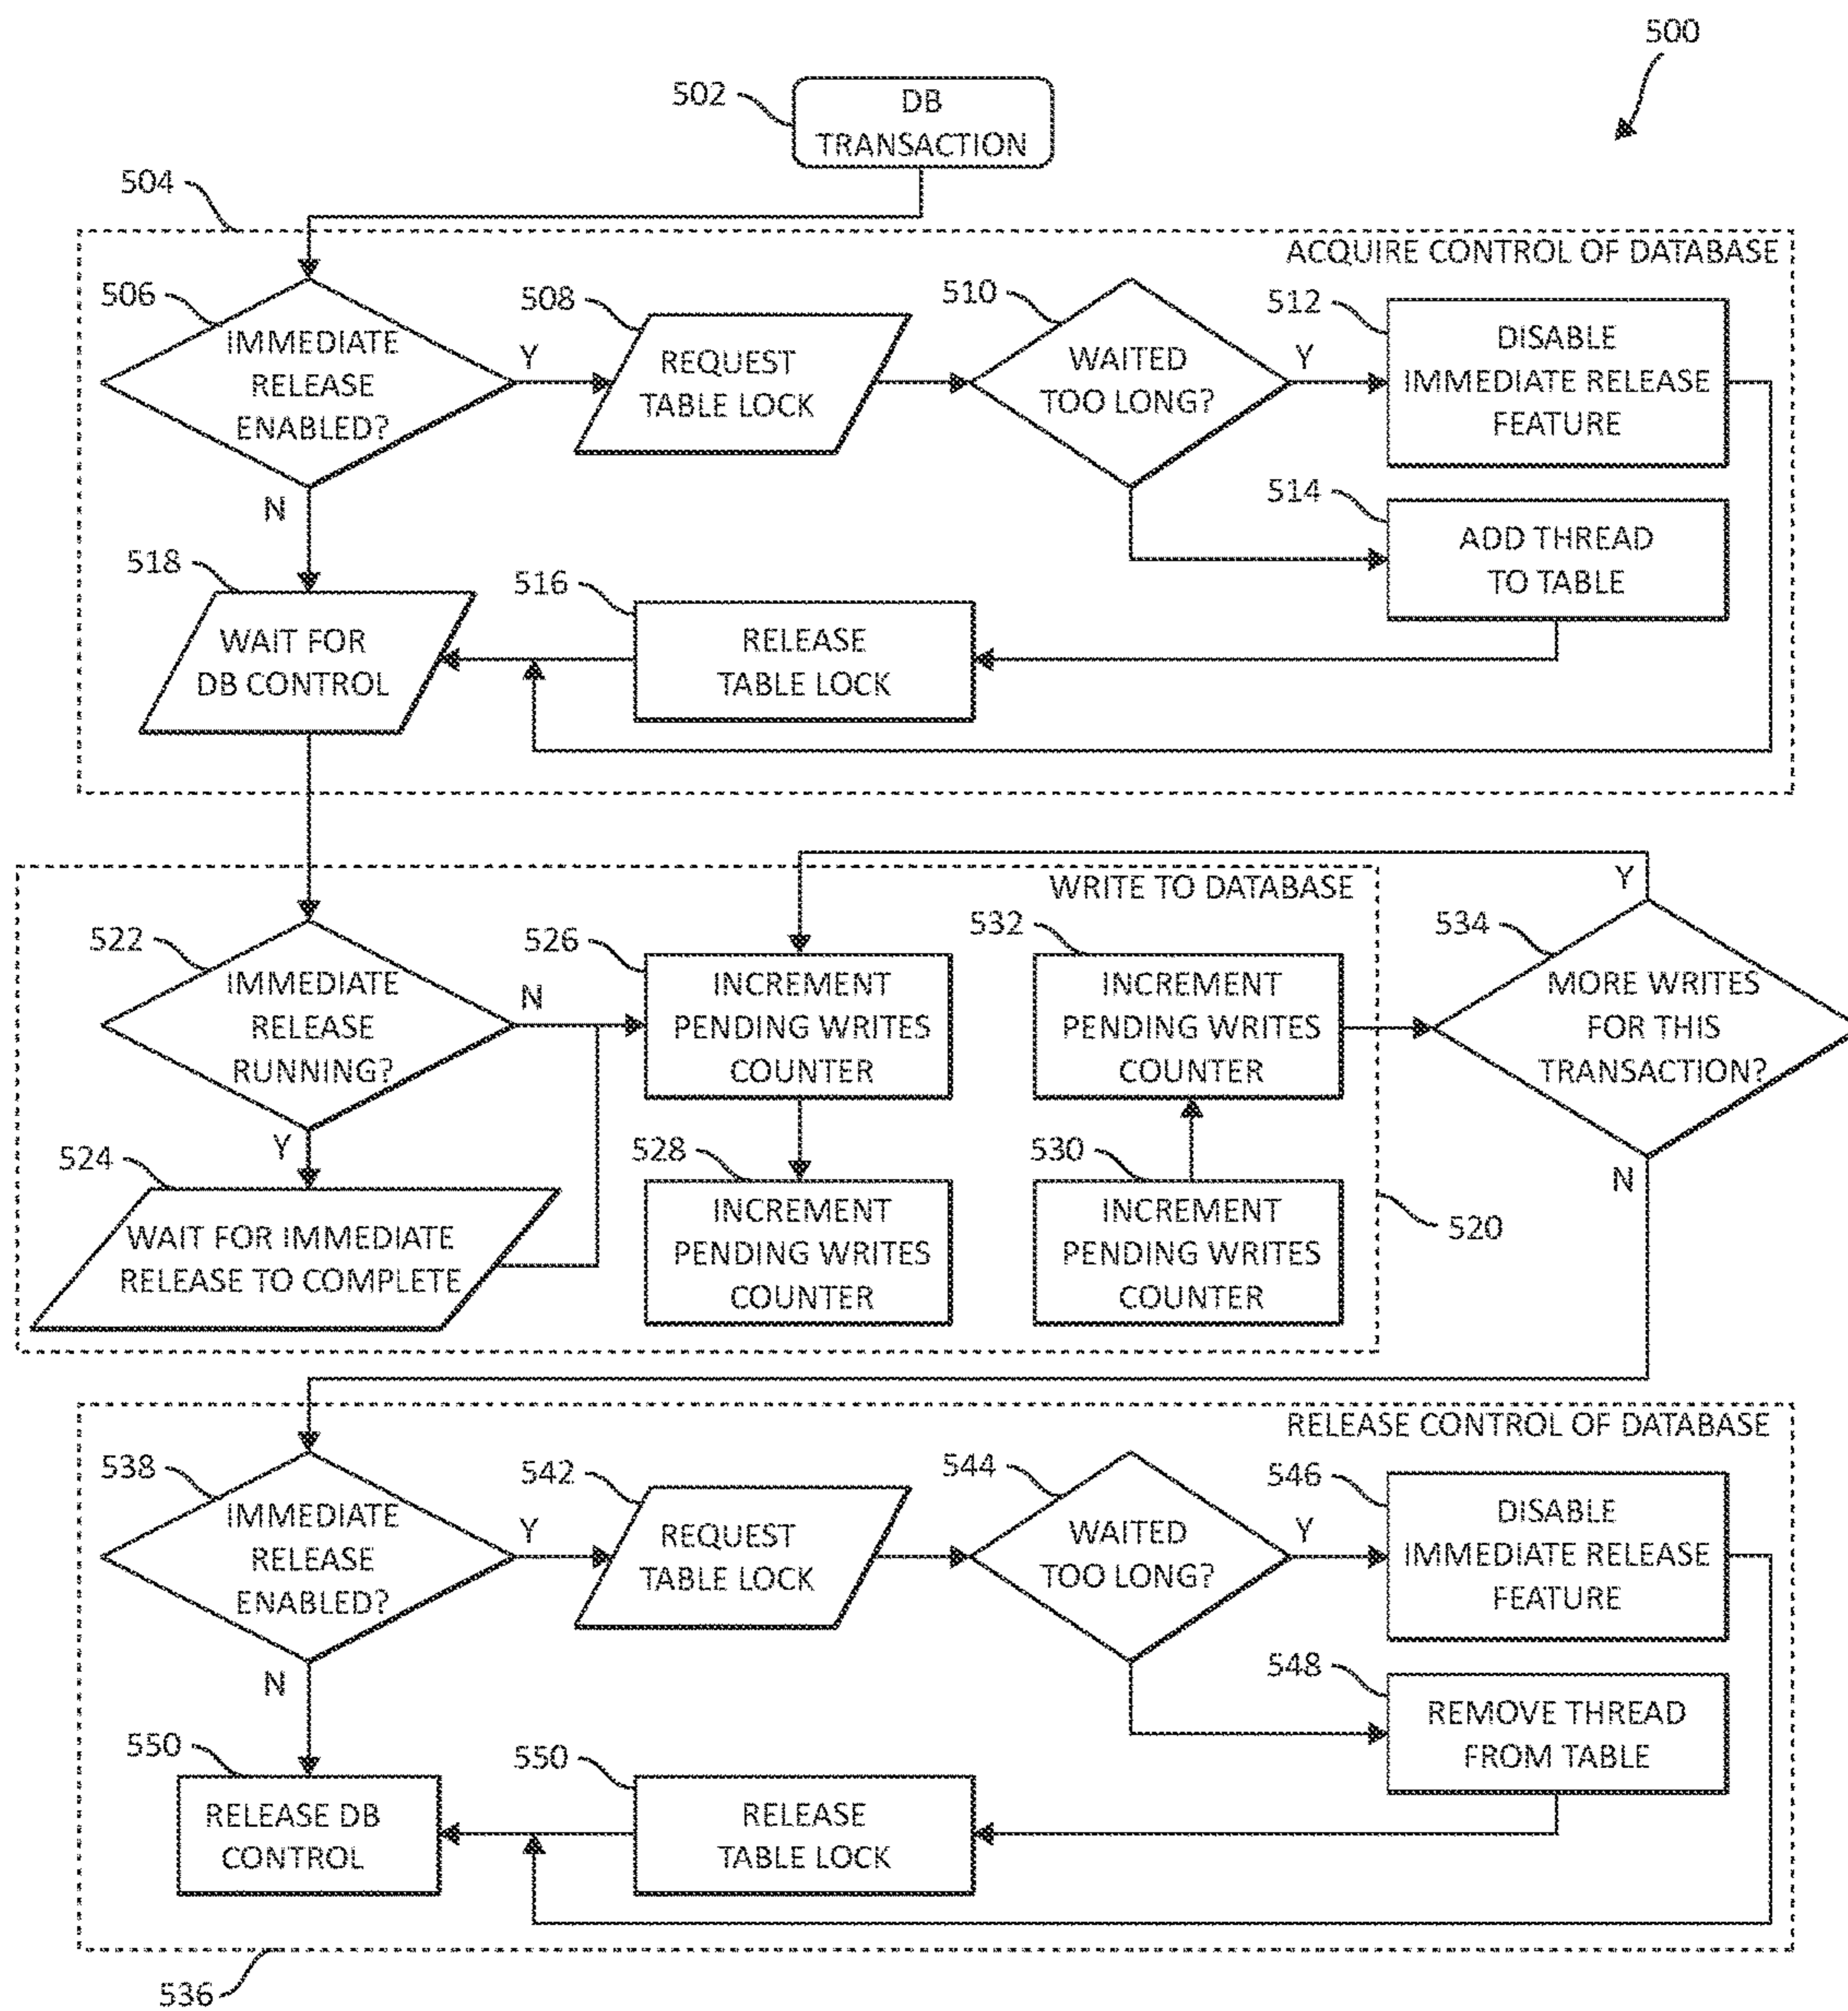 500
502
DB
TRANSACTION
504
ACQUIRE CONTROL OF DATABASE
506
IMMEDIATE
RELEASE
ENABLED?
Y
N
508
REQUEST
TABLE LOCK
510
WAITED
TOO LONG?
Y
512
DISABLE
IMMEDIATE RELEASE
FEATURE
514
ADD THREAD
TO TABLE
516
RELEASE
TABLE LOCK
518
WAIT FOR
DB CONTROL
WRITE TO DATABASE
522
IMMEDIATE
RELEASE
RUNNING?
N
Y
524
WAIT FOR IMMEDIATE
RELEASE TO COMPLETE
526
INCREMENT
PENDING WRITES
COUNTER
528
INCREMENT
PENDING WRITES
COUNTER
530
INCREMENT
PENDING WRITES
COUNTER
532
INCREMENT
PENDING WRITES
COUNTER
520
534
MORE WRITES
FOR THIS
TRANSACTION?
Y
N
RELEASE CONTROL OF DATABASE
538
IMMEDIATE
RELEASE
ENABLED?
Y
N
542
REQUEST
TABLE LOCK
544
WAITED
TOO LONG?
Y
546
DISABLE
IMMEDIATE RELEASE
FEATURE
548
REMOVE THREAD
FROM TABLE
550
RELEASE
TABLE LOCK
550
RELEASE DB
CONTROL
536